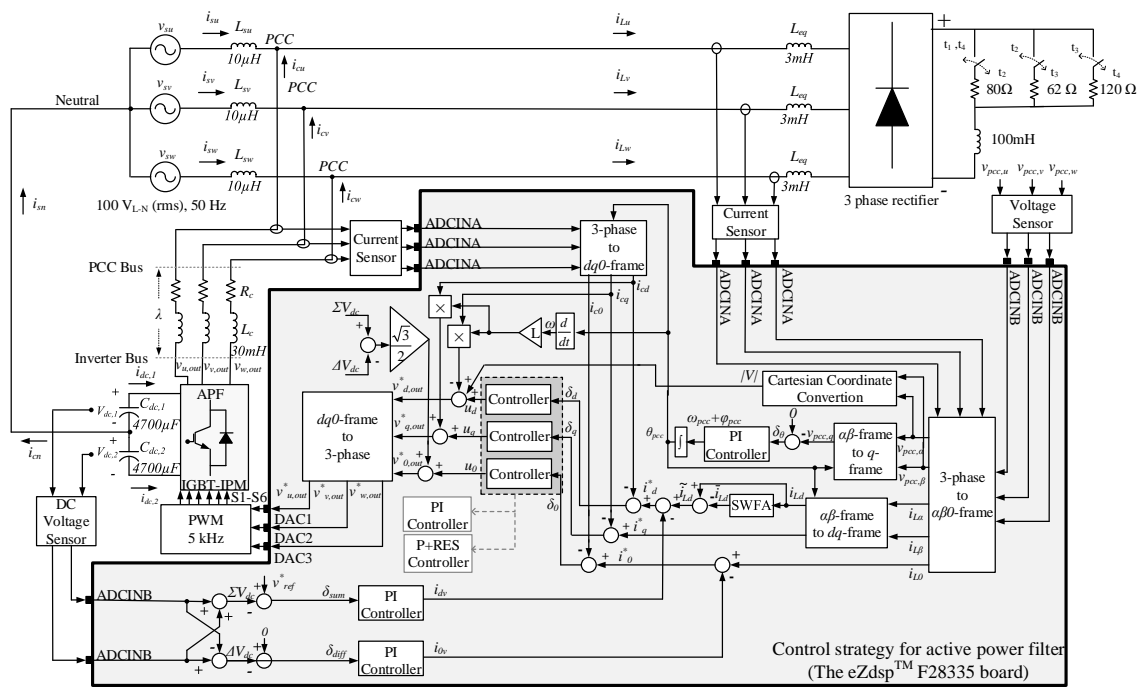 v_su
i_su
L_su
10μH
PCC
i_cu
i_Lu
L_eq
3mH
+
t1 ,t4
t2
80Ω
t2
t3
62 Ω
t3
t4
120 Ω
Neutral
v_sv
i_sv
L_sv
10μH
PCC
i_cv
i_Lv
L_eq
3mH
100mH
v_sw
i_sw
L_sw
10μH
PCC
i_cw
i_Lw
L_eq
3mH
-
3 phase rectifier
i_sn
100 V_L-N (rms), 50 Hz
v_pcc,u
v_pcc,v
v_pcc,w
Voltage
Sensor
Current
Sensor
Current
Sensor
ADCINA
ADCINA
ADCINA
3-phase
to
dq0-frame
ADCINA
ADCINA
ADCINA
ADCINB
ADCINB
ADCINB
PCC Bus
λ
R_c
L_c
30mH
Inverter Bus
v_u,out
v_v,out
v_w,out
i_c0
i_cq
i_cd
×
×
L
ω
d
dt
ΣV_dc
+
-
ΔV_dc
√3
2
i_dc,1
+
V_dc,1
-
C_dc,1
4700μF
+
V_dc,2
-
C_dc,2
4700μF
i_dc,2
i_cn
APF
IGBT-IPM
S1-S6
PWM
5 kHz
DC
Voltage
Sensor
dq0-frame
to
3-phase
v*_d,out
v*_q,out
v*_0,out
v*_u,out
v*_v,out
v*_w,out
DAC1
DAC2
DAC3
-
+
+
u_d
+
+
u_q
+
+
u_0
Controller
Controller
Controller
δ_d
δ_q
δ_0
PI
Controller
P+RES
Controller
|V|
Cartesian Coordinate
Convertion
θ_pcc
∫
ω_pcc+φ_pcc
PI
Controller
δ_θ
0
-
v_pcc,q
αβ-frame
to q-
frame
v_pcc,α
v_pcc,β
3-phase
to
αβ0-frame
-
+
i*_d
-
+
ĩ_Ld
+
-
ī_Ld
SWFA
i_Ld
αβ-frame
to dq-frame
i_Lα
i_Lβ
i_L0
-
+
i*_q
-
+
i*_0
+
-
ADCINB
ADCINB
+
+
ΣV_dc
-
+
v*_ref
δ_sum
PI
Controller
i_dv
-
+
ΔV_dc
-
0
δ_diff
PI
Controller
i_0v
Control strategy for active power filter
(The eZdsp™ F28335 board)